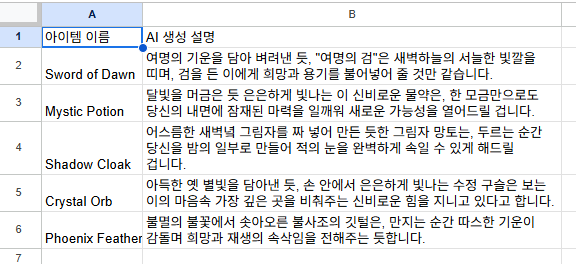 A B
1 아이템 이름 AI 생성 설명
여명의 기운을 담아 벼려낸 듯, "여명의 검"은 새벽하늘의 서늘한 빛깔을
2 Sword of Dawn 띠며, 검을 든 이에게 희망과 용기를 불어넣어 줄 것만 같습니다.
달빛을 머금은 듯 은은하게 빛나는 이 신비로운 물약은, 한 모금만으로도
3 Mystic Potion 당신의 내면에 잠재된 마력을 일깨워 새로운 가능성을 열어드릴 겁니다.
어스름한 새벽녘 그림자를 짜 넣어 만든 듯한 그림자 망토는, 두르는 순간
4 당신을 밤의 일부로 만들어 적의 눈을 완벽하게 속일 수 있게 해드릴
Shadow Cloak 겁니다.
아득한 옛 별빛을 담아낸 듯, 손 안에서 은은하게 빛나는 수정 구슬은 보는
5 Crystal Orb 이의 마음속 가장 깊은 곳을 비춰주는 신비로운 힘을 지니고 있다고 합니다.
불멸의 불꽃에서 솟아오른 불사조의 깃털은, 만지는 순간 따스한 기운이
6 Phoenix Feather 감돌며 희망과 재생의 속삭임을 전해주는 듯합니다.
7